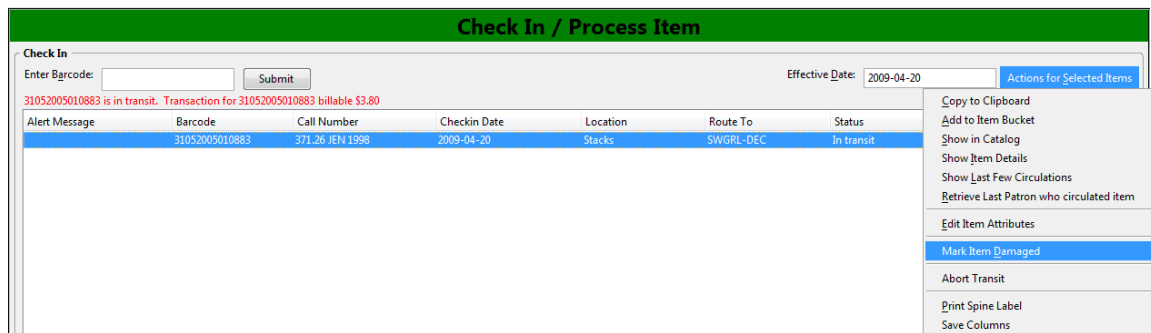 Check In / Process Item
Check In
Enter Barcode: Submit Effective Date: 2009-04-20 Actions for Selected Items
31052005010883 is in transit. Transaction for 31052005010883 billable $3.80
Alert Message Barcode Call Number Checkin Date Location Route To Status
31052005010883 371.26 JEN 1998 2009-04-20 Stacks SWGRL-DEC In transit
Copy to Clipboard
Add to Item Bucket
Show in Catalog
Show Item Details
Show Last Few Circulations
Retrieve Last Patron who circulated item
Edit Item Attributes
Mark Item Damaged
Abort Transit
Print Spine Label
Save Columns